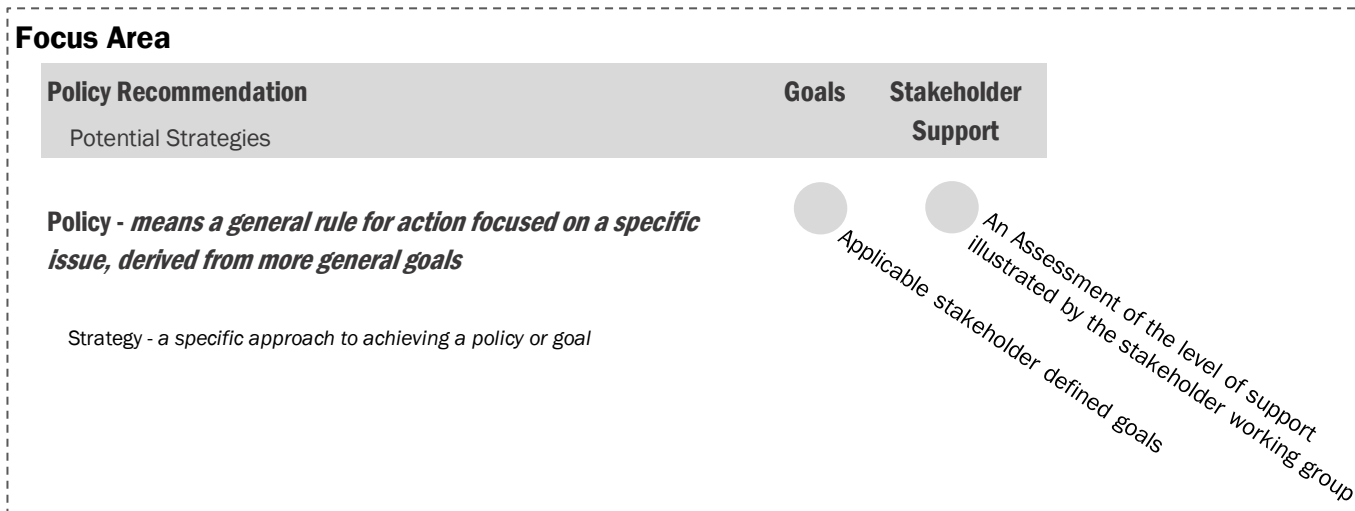 Focus Area
Policy Recommendation
Goals
Stakeholder
Support
Potential Strategies
Policy - means a general rule for action focused on a specific
issue, derived from more general goals
Applicable stakeholder defined goals
An Assessment of the level of support
illustrated by the stakeholder working group
Strategy - a specific approach to achieving a policy or goal